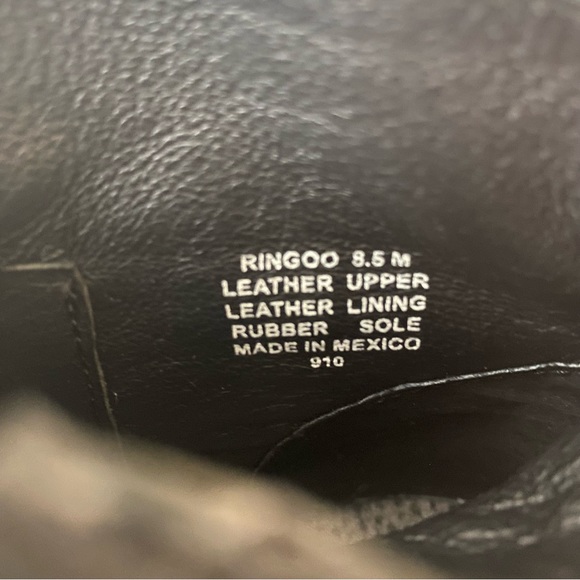 RINGOO 8.5 M
LEATHER UPPER
LEATHER LINING
RUBBER SOLE
MADE IN MEXICO
910